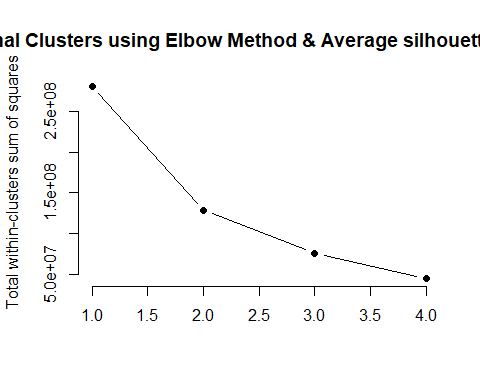 nal Clusters using Elbow Method & Average silhouett
Total within-clusters sum of squares
2.5e+08
1.5e+08
5.0e+07
1.0 1.5 2.0 2.5 3.0 3.5 4.0